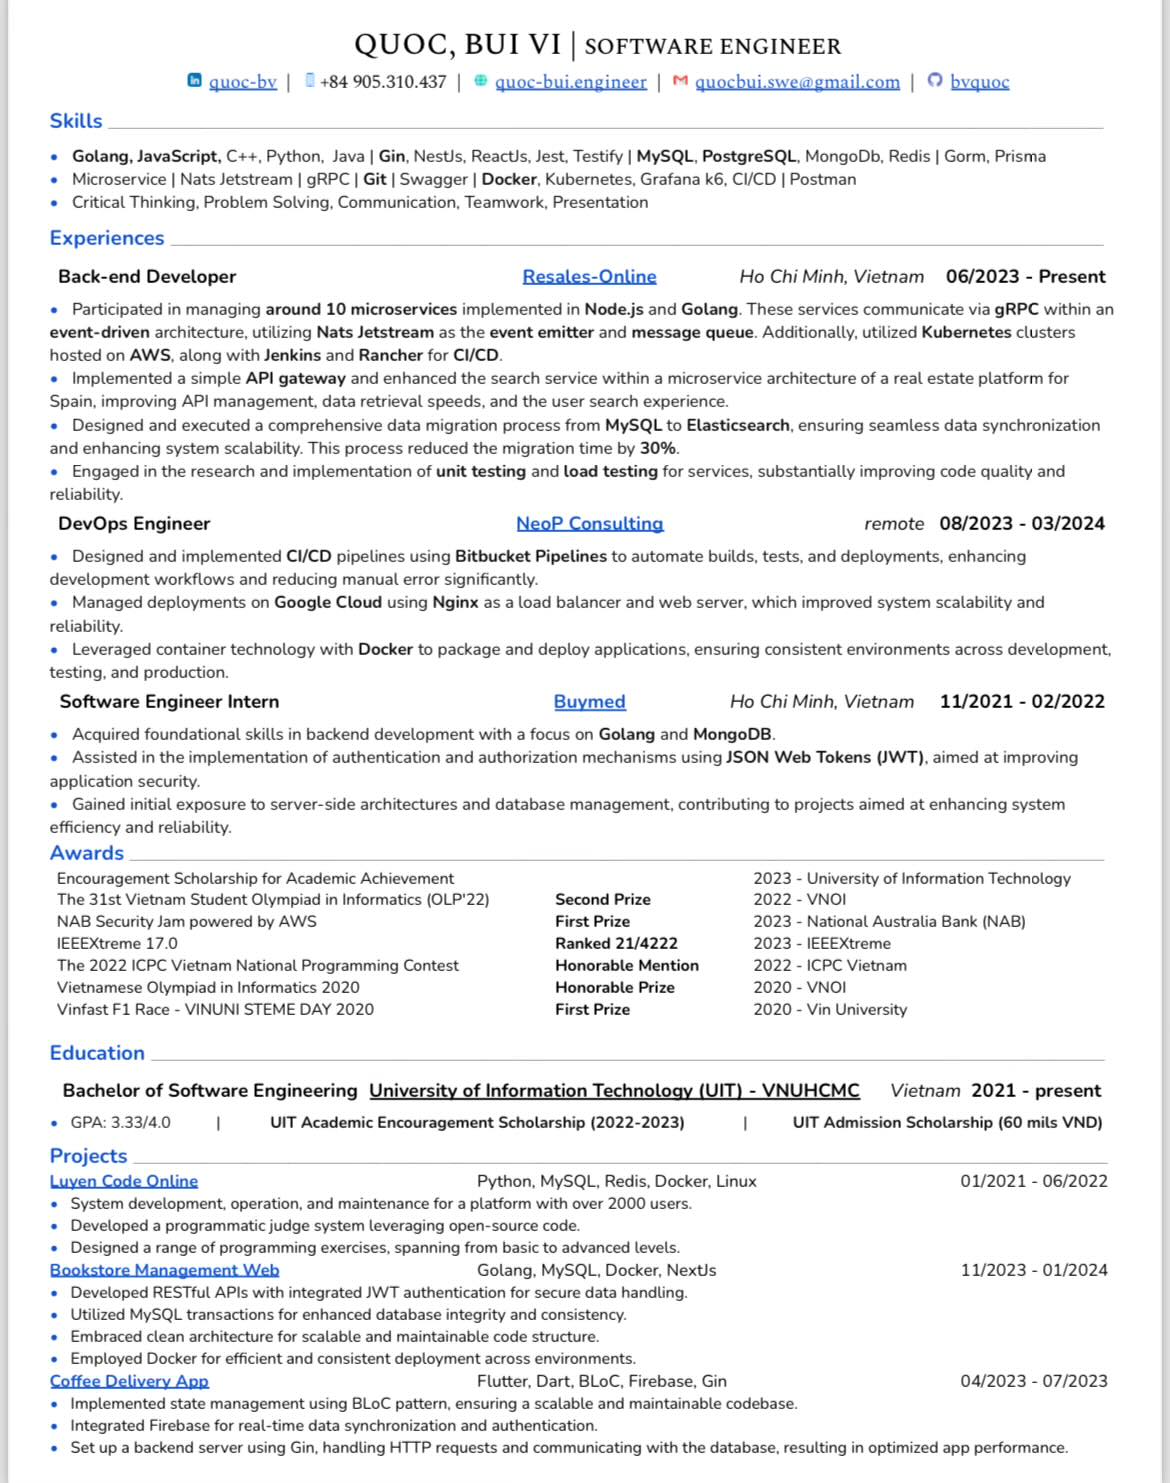 QUOC, BUI VI | SOFTWARE ENGINEER
quoc-bv | +84 905.310.437 | quoc-bui.engineer | quocbui.swe@gmail.com | bvquoc
Skills
• Golang, JavaScript, C++, Python, Java | Gin, NestJs, ReactJs, Jest, Testify | MySQL, PostgreSQL, MongoDb, Redis | Gorm, Prisma
• Microservice | Nats Jetstream | gRPC | Git | Swagger | Docker, Kubernetes, Grafana k6, CI/CD | Postman
• Critical Thinking, Problem Solving, Communication, Teamwork, Presentation
Experiences
Back-end Developer Resales-Online Ho Chi Minh, Vietnam 06/2023 - Present
• Participated in managing around 10 microservices implemented in Node.js and Golang. These services communicate via gRPC within an
event-driven architecture, utilizing Nats Jetstream as the event emitter and message queue. Additionally, utilized Kubernetes clusters
hosted on AWS, along with Jenkins and Rancher for CI/CD.
• Implemented a simple API gateway and enhanced the search service within a microservice architecture of a real estate platform for
Spain, improving API management, data retrieval speeds, and the user search experience.
• Designed and executed a comprehensive data migration process from MySQL to Elasticsearch, ensuring seamless data synchronization
and enhancing system scalability. This process reduced the migration time by 30%.
• Engaged in the research and implementation of unit testing and load testing for services, substantially improving code quality and
reliability.
DevOps Engineer NeoP Consulting remote 08/2023 - 03/2024
• Designed and implemented CI/CD pipelines using Bitbucket Pipelines to automate builds, tests, and deployments, enhancing
development workflows and reducing manual error significantly.
• Managed deployments on Google Cloud using Nginx as a load balancer and web server, which improved system scalability and
reliability.
• Leveraged container technology with Docker to package and deploy applications, ensuring consistent environments across development,
testing, and production.
Software Engineer Intern Buymed Ho Chi Minh, Vietnam 11/2021 - 02/2022
• Acquired foundational skills in backend development with a focus on Golang and MongoDB.
• Assisted in the implementation of authentication and authorization mechanisms using JSON Web Tokens (JWT), aimed at improving
application security.
• Gained initial exposure to server-side architectures and database management, contributing to projects aimed at enhancing system
efficiency and reliability.
Awards
Encouragement Scholarship for Academic Achievement 2023 - University of Information Technology
The 31st Vietnam Student Olympiad in Informatics (OLP'22) Second Prize 2022 - VNOI
NAB Security Jam powered by AWS First Prize 2023 - National Australia Bank (NAB)
IEEEXtreme 17.0 Ranked 21/4222 2023 - IEEEXtreme
The 2022 ICPC Vietnam National Programming Contest Honorable Mention 2022 - ICPC Vietnam
Vietnamese Olympiad in Informatics 2020 Honorable Prize 2020 - VNOI
Vinfast F1 Race - VINUNI STEME DAY 2020 First Prize 2020 - Vin University
Education
Bachelor of Software Engineering University of Information Technology (UIT) - VNUHCMC Vietnam 2021 - present
• GPA: 3.33/4.0 | UIT Academic Encouragement Scholarship (2022-2023) | UIT Admission Scholarship (60 mils VND)
Projects
Luyen Code Online Python, MySQL, Redis, Docker, Linux 01/2021 - 06/2022
• System development, operation, and maintenance for a platform with over 2000 users.
• Developed a programmatic judge system leveraging open-source code.
• Designed a range of programming exercises, spanning from basic to advanced levels.
Bookstore Management Web Golang, MySQL, Docker, NextJs 11/2023 - 01/2024
• Developed RESTful APIs with integrated JWT authentication for secure data handling.
• Utilized MySQL transactions for enhanced database integrity and consistency.
• Embraced clean architecture for scalable and maintainable code structure.
• Employed Docker for efficient and consistent deployment across environments.
Coffee Delivery App Flutter, Dart, BLoC, Firebase, Gin 04/2023 - 07/2023
• Implemented state management using BLoC pattern, ensuring a scalable and maintainable codebase.
• Integrated Firebase for real-time data synchronization and authentication.
• Set up a backend server using Gin, handling HTTP requests and communicating with the database, resulting in optimized app performance.